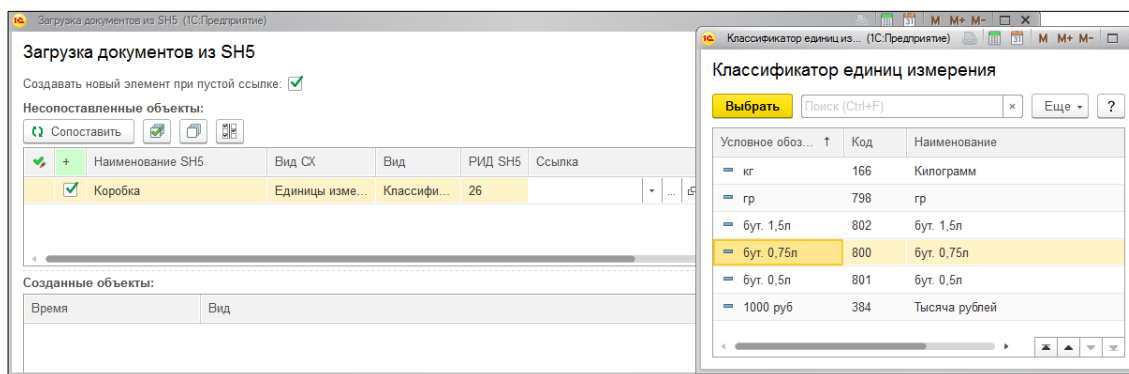 Загрузка документов из SH5 (1С:Предприятие)
31 M M+ M-
Загрузка документов из SH5
Создавать новый элемент при пустой ссылке:
Несопоставленные объекты:
Сопоставить
+ Наименование SH5 Вид СХ Вид РИД SH5 Ссылка
Коробка Единицы изме... Классифи... 26 ...
Созданные объекты:
Время Вид
Классификатор единиц из... (1С:Предприятие) 31 M M+ M-
Классификатор единиц измерения
Выбрать Поиск (Ctrl+F) × Еще ?
Условное обоз... ↑ Код Наименование
кг 166 Килограмм
гр 798 гр
бут. 1,5л 802 бут. 1,5л
бут. 0,75л 800 бут. 0,75л
бут. 0,5л 801 бут. 0,5л
1000 руб 384 Тысяча рублей